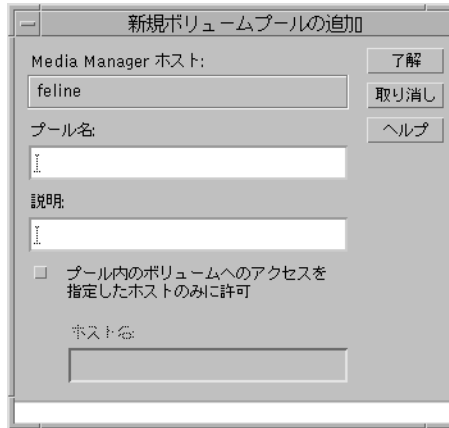 新規ボリュームプールの追加
Media Manager ホスト:
feline
了解
取り消し
ヘルプ
プール名:
説明:
プール内のボリュームへのアクセスを
指定したホストのみに許可
ホスト名: